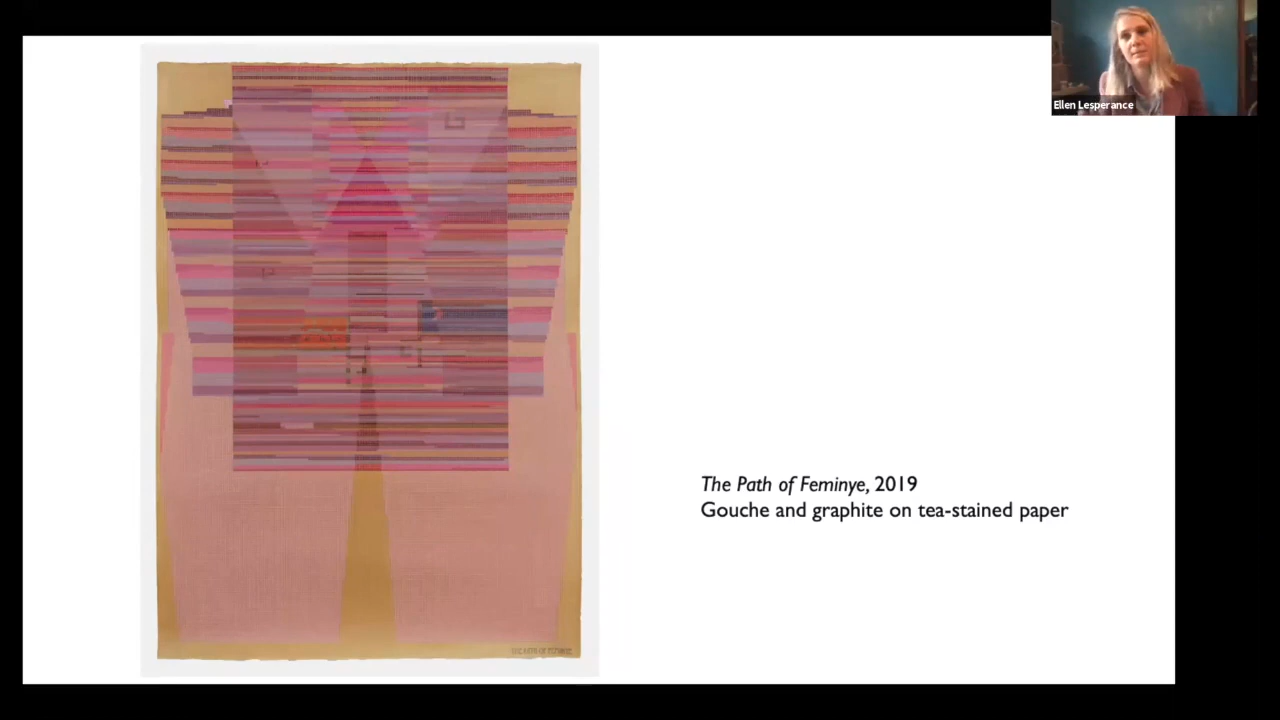 Ellen Lesperance
The Path of Feminye, 2019
Gouche and graphite on tea-stained paper